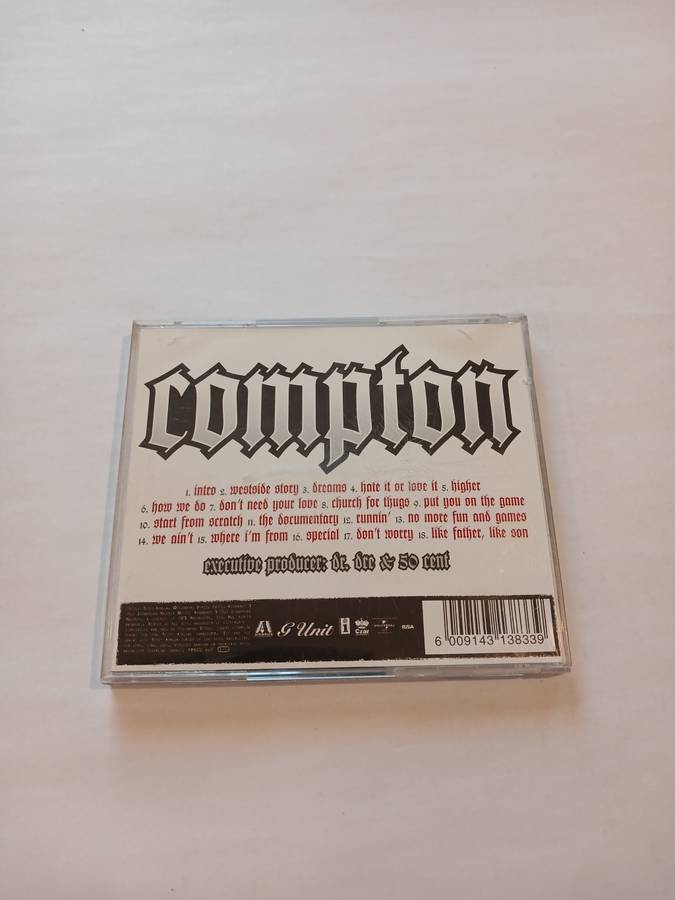 compton
1. intro 2. westside story 3. dreams 4. hate it or love it 5. higher
6. how we do 7. don't need your love 8. church for thugs 9. put you on the game
10. start from scratch 11. the documentary 12. runnin' 13. no more fun and games
14. we ain't 15. where i'm from 16. special 17. don't worry 18. like father, like son
executive producer: dr. dre & 50 cent
G Unit
Czar
6 009143 138339